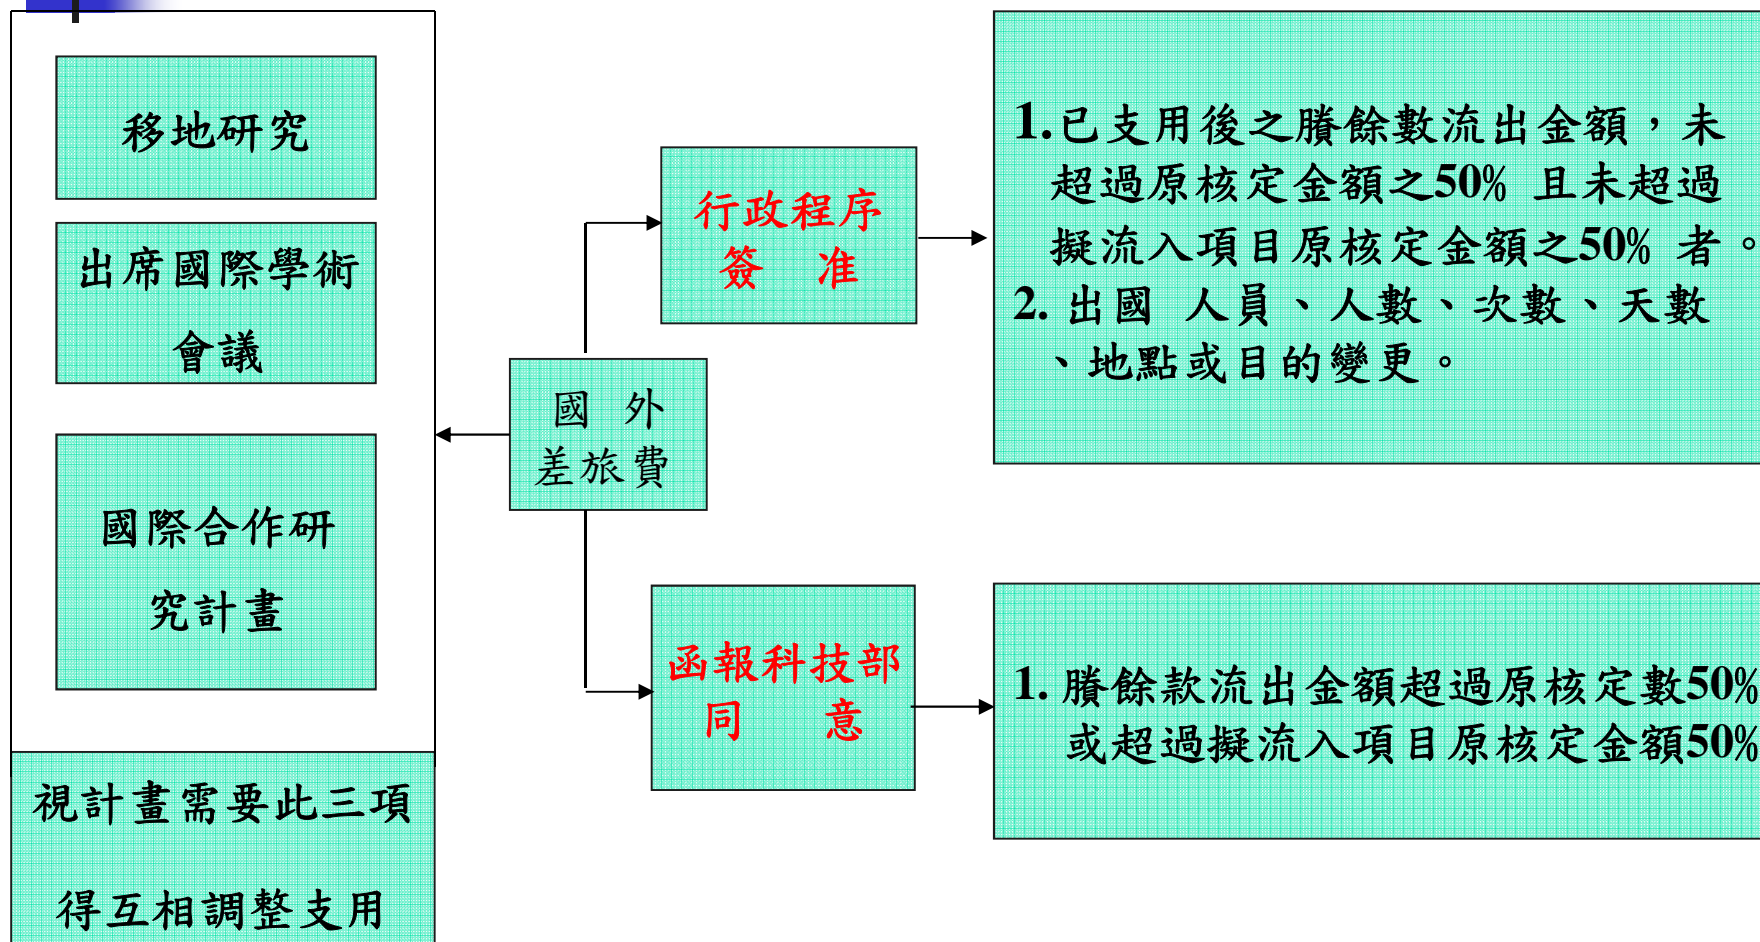 移地研究
出席國際學術
會議
國際合作研
究計畫
視計畫需要此三項
得互相調整支用
國 外
差旅費
行政程序
簽 准
函報科技部
同 意
1.已支用後之賸餘數流出金額，未
超過原核定金額之50% 且未超過
擬流入項目原核定金額之50% 者。
2. 出國 人員、人數、次數、天數
、地點或目的變更。
1. 賸餘款流出金額超過原核定數50%
或超過擬流入項目原核定金額50%